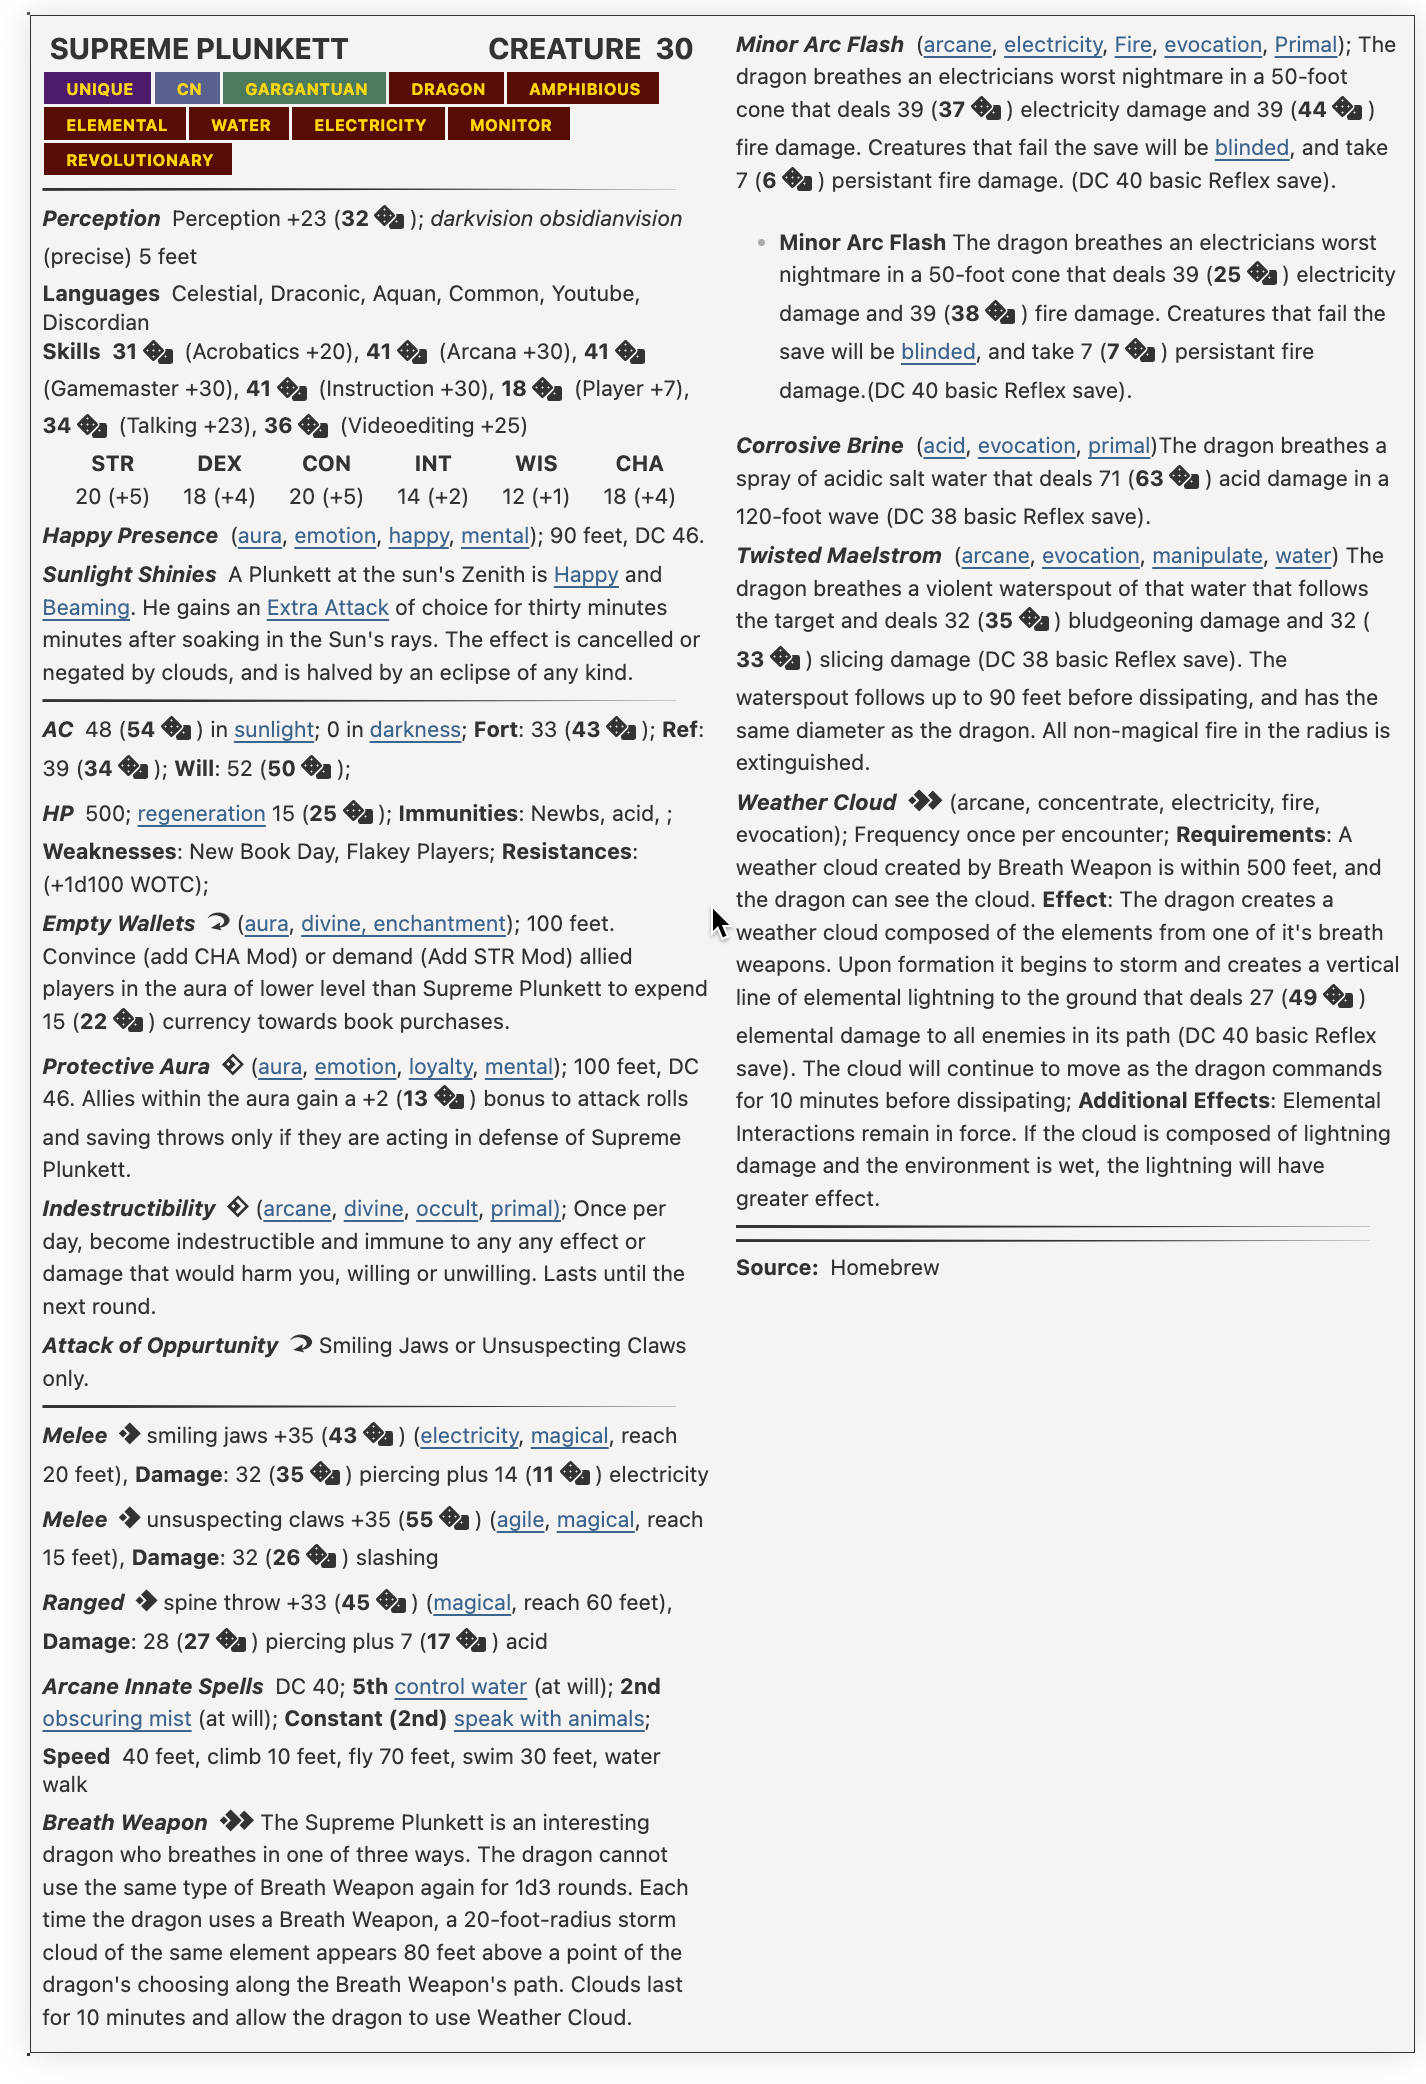 SUPREME PLUNKETT CREATURE 30
UNIQUE CN GARGANTUAN DRAGON AMPHIBIOUS
ELEMENTAL WATER ELECTRICITY MONITOR
REVOLUTIONARY
Perception Perception +23 (32 ); darkvision obsidianvision
(precise) 5 feet
Languages Celestial, Draconic, Aquan, Common, Youtube,
Discordian
Skills 31 (Acrobatics +20), 41 (Arcana +30), 41
(Gamemaster +30), 41 (Instruction +30), 18 (Player +7),
34 (Talking +23), 36 (Videoediting +25)
STR DEX CON INT WIS CHA
20 (+5) 18 (+4) 20 (+5) 14 (+2) 12 (+1) 18 (+4)
Happy Presence (aura, emotion, happy, mental); 90 feet, DC 46.
Sunlight Shinies A Plunkett at the sun's Zenith is Happy and
Beaming. He gains an Extra Attack of choice for thirty minutes
minutes after soaking in the Sun's rays. The effect is cancelled or
negated by clouds, and is halved by an eclipse of any kind.
AC 48 (54 ) in sunlight; 0 in darkness; Fort: 33 (43 ); Ref:
39 (34 ); Will: 52 (50 );
HP 500; regeneration 15 (25 ); Immunities: Newbs, acid, ;
Weaknesses: New Book Day, Flakey Players; Resistances:
(+1d100 WOTC);
Empty Wallets (aura, divine, enchantment); 100 feet.
Convince (add CHA Mod) or demand (Add STR Mod) allied
players in the aura of lower level than Supreme Plunkett to expend
15 (22 ) currency towards book purchases.
Protective Aura (aura, emotion, loyalty, mental); 100 feet, DC
46. Allies within the aura gain a +2 (13 ) bonus to attack rolls
and saving throws only if they are acting in defense of Supreme
Plunkett.
Indestructibility (arcane, divine, occult, primal); Once per
day, become indestructible and immune to any any effect or
damage that would harm you, willing or unwilling. Lasts until the
next round.
Attack of Oppurtunity Smiling Jaws or Unsuspecting Claws
only.
Melee smiling jaws +35 (43 ) (electricity, magical, reach
20 feet), Damage: 32 (35 ) piercing plus 14 (11 ) electricity
Melee unsuspecting claws +35 (55 ) (agile, magical, reach
15 feet), Damage: 32 (26 ) slashing
Ranged spine throw +33 (45 ) (magical, reach 60 feet),
Damage: 28 (27 ) piercing plus 7 (17 ) acid
Arcane Innate Spells DC 40; 5th control water (at will); 2nd
obscuring mist (at will); Constant (2nd) speak with animals;
Speed 40 feet, climb 10 feet, fly 70 feet, swim 30 feet, water
walk
Breath Weapon The Supreme Plunkett is an interesting
dragon who breathes in one of three ways. The dragon cannot
use the same type of Breath Weapon again for 1d3 rounds. Each
time the dragon uses a Breath Weapon, a 20-foot-radius storm
cloud of the same element appears 80 feet above a point of the
dragon's choosing along the Breath Weapon's path. Clouds last
for 10 minutes and allow the dragon to use Weather Cloud.
Minor Arc Flash (arcane, electricity, Fire, evocation, Primal); The
dragon breathes an electricians worst nightmare in a 50-foot
cone that deals 39 (37 ) electricity damage and 39 (44 )
fire damage. Creatures that fail the save will be blinded, and take
7 (6 ) persistant fire damage. (DC 40 basic Reflex save).
• Minor Arc Flash The dragon breathes an electricians worst
nightmare in a 50-foot cone that deals 39 (25 ) electricity
damage and 39 (38 ) fire damage. Creatures that fail the
save will be blinded, and take 7 (7 ) persistant fire
damage.(DC 40 basic Reflex save).
Corrosive Brine (acid, evocation, primal)The dragon breathes a
spray of acidic salt water that deals 71 (63 ) acid damage in a
120-foot wave (DC 38 basic Reflex save).
Twisted Maelstrom (arcane, evocation, manipulate, water) The
dragon breathes a violent waterspout of that water that follows
the target and deals 32 (35 ) bludgeoning damage and 32 (
33 ) slicing damage (DC 38 basic Reflex save). The
waterspout follows up to 90 feet before dissipating, and has the
same diameter as the dragon. All non-magical fire in the radius is
extinguished.
Weather Cloud (arcane, concentrate, electricity, fire,
evocation); Frequency once per encounter; Requirements: A
weather cloud created by Breath Weapon is within 500 feet, and
the dragon can see the cloud. Effect: The dragon creates a
weather cloud composed of the elements from one of it's breath
weapons. Upon formation it begins to storm and creates a vertical
line of elemental lightning to the ground that deals 27 (49 )
elemental damage to all enemies in its path (DC 40 basic Reflex
save). The cloud will continue to move as the dragon commands
for 10 minutes before dissipating; Additional Effects: Elemental
Interactions remain in force. If the cloud is composed of lightning
damage and the environment is wet, the lightning will have
greater effect.
Source: Homebrew